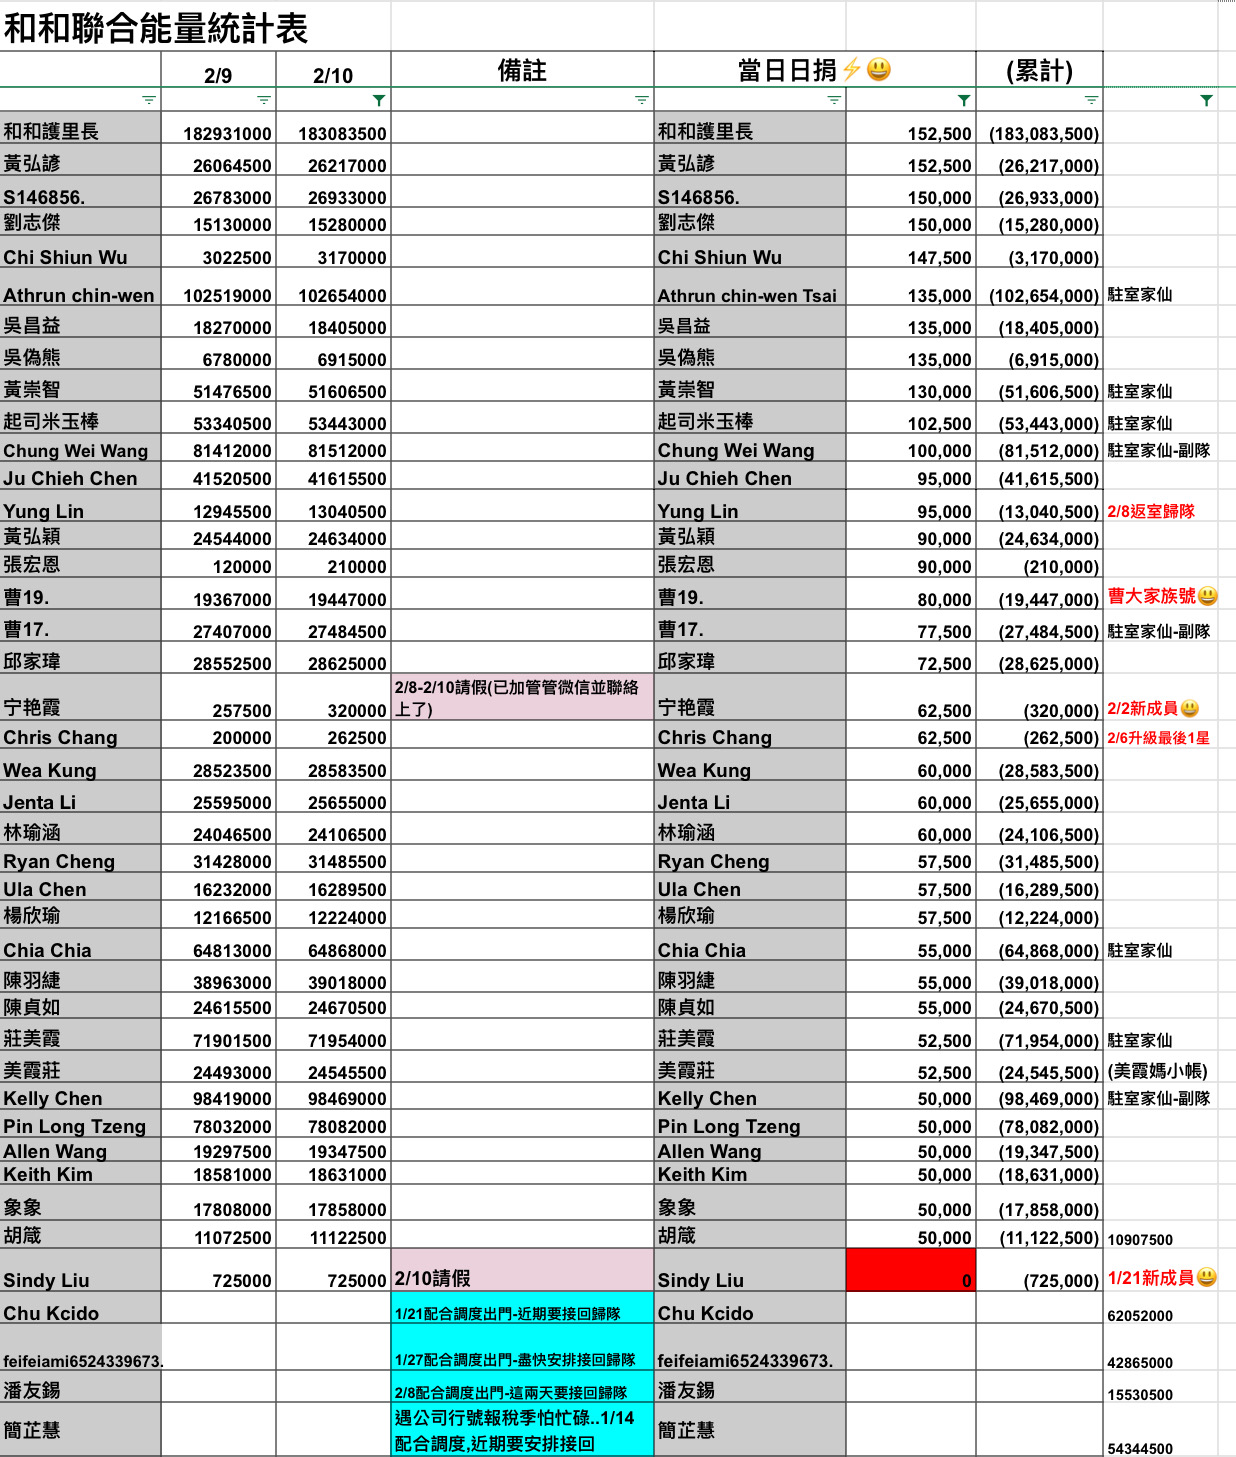 和和聯合能量統計表
2/9 2/10 備註 當日日捐⚡😃 (累計)
和和護里長 182931000 183083500 和和護里長 152,500 (183,083,500)
黃弘諺 26064500 26217000 黃弘諺 152,500 (26,217,000)
S146856. 26783000 26933000 S146856. 150,000 (26,933,000)
劉志傑 15130000 15280000 劉志傑 150,000 (15,280,000)
Chi Shiun Wu 3022500 3170000 Chi Shiun Wu 147,500 (3,170,000)
Athrun chin-wen 102519000 102654000 Athrun chin-wen Tsai 135,000 (102,654,000) 駐室家仙
吳昌益 18270000 18405000 吳昌益 135,000 (18,405,000)
吳偽熊 6780000 6915000 吳偽熊 135,000 (6,915,000)
黃崇智 51476500 51606500 黃崇智 130,000 (51,606,500) 駐室家仙
起司米玉棒 53340500 53443000 起司米玉棒 102,500 (53,443,000) 駐室家仙
Chung Wei Wang 81412000 81512000 Chung Wei Wang 100,000 (81,512,000) 駐室家仙-副隊
Ju Chieh Chen 41520500 41615500 Ju Chieh Chen 95,000 (41,615,500)
Yung Lin 12945500 13040500 Yung Lin 95,000 (13,040,500) 2/8返室歸隊
黃弘穎 24544000 24634000 黃弘穎 90,000 (24,634,000)
張宏恩 120000 210000 張宏恩 90,000 (210,000)
曹19. 19367000 19447000 曹19. 80,000 (19,447,000) 曹大家族號😃
曹17. 27407000 27484500 曹17. 77,500 (27,484,500) 駐室家仙-副隊
邱家瑋 28552500 28625000 邱家瑋 72,500 (28,625,000)
2/8-2/10請假(已加管管微信並聯絡
上了)
宁艳霞 257500 320000 宁艳霞 62,500 (320,000) 2/2新成員😃
Chris Chang 200000 262500 Chris Chang 62,500 (262,500) 2/6升級最後1星
Wea Kung 28523500 28583500 Wea Kung 60,000 (28,583,500)
Jenta Li 25595000 25655000 Jenta Li 60,000 (25,655,000)
林瑜涵 24046500 24106500 林瑜涵 60,000 (24,106,500)
Ryan Cheng 31428000 31485500 Ryan Cheng 57,500 (31,485,500)
Ula Chen 16232000 16289500 Ula Chen 57,500 (16,289,500)
楊欣瑜 12166500 12224000 楊欣瑜 57,500 (12,224,000)
Chia Chia 64813000 64868000 Chia Chia 55,000 (64,868,000) 駐室家仙
陳羽緁 38963000 39018000 陳羽緁 55,000 (39,018,000)
陳貞如 24615500 24670500 陳貞如 55,000 (24,670,500)
莊美霞 71901500 71954000 莊美霞 52,500 (71,954,000) 駐室家仙
美霞莊 24493000 24545500 美霞莊 52,500 (24,545,500) (美霞媽小帳)
Kelly Chen 98419000 98469000 Kelly Chen 50,000 (98,469,000) 駐室家仙-副隊
Pin Long Tzeng 78032000 78082000 Pin Long Tzeng 50,000 (78,082,000)
Allen Wang 19297500 19347500 Allen Wang 50,000 (19,347,500)
Keith Kim 18581000 18631000 Keith Kim 50,000 (18,631,000)
象象 17808000 17858000 象象 50,000 (17,858,000)
胡箴 11072500 11122500 胡箴 50,000 (11,122,500) 10907500
Sindy Liu 725000 725000 2/10請假 Sindy Liu 0 (725,000) 1/21新成員😃
Chu Kcido 1/21配合調度出門-近期要接回歸隊 Chu Kcido 62052000
feifeiami6524339673. 1/27配合調度出門-盡快安排接回歸隊 feifeiami6524339673. 42865000
潘友錫 2/8配合調度出門-這兩天要接回歸隊 潘友錫 15530500
遇公司行號報稅季怕忙碌..1/14
簡芷慧 配合調度,近期要安排接回 簡芷慧 54344500